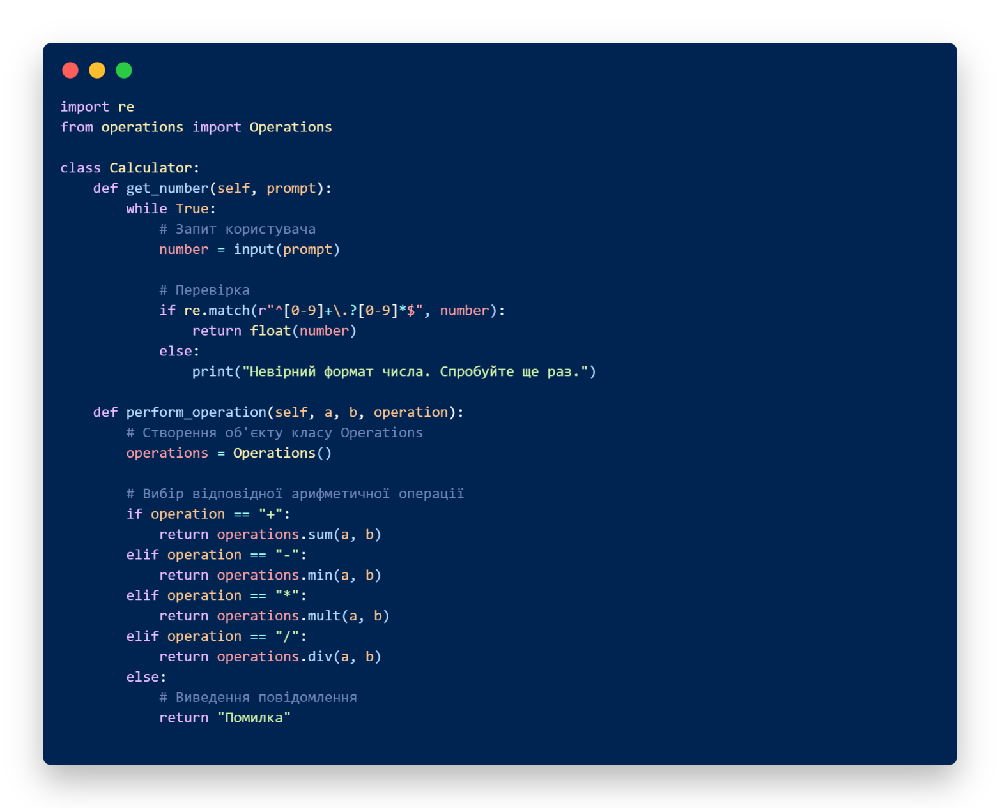 import re
from operations import Operations

class Calculator:
    def get_number(self, prompt):
        while True:
            # Запит користувача
            number = input(prompt)

            # Перевірка
            if re.match(r"^[0-9]+\.?[0-9]*$", number):
                return float(number)
            else:
                print("Невірний формат числа. Спробуйте ще раз.")

    def perform_operation(self, a, b, operation):
        # Створення об'єкту класу Operations
        operations = Operations()

        # Вибір відповідної арифметичної операції
        if operation == "+":
            return operations.sum(a, b)
        elif operation == "-":
            return operations.min(a, b)
        elif operation == "*":
            return operations.mult(a, b)
        elif operation == "/":
            return operations.div(a, b)
        else:
            # Виведення повідомлення
            return "Помилка"